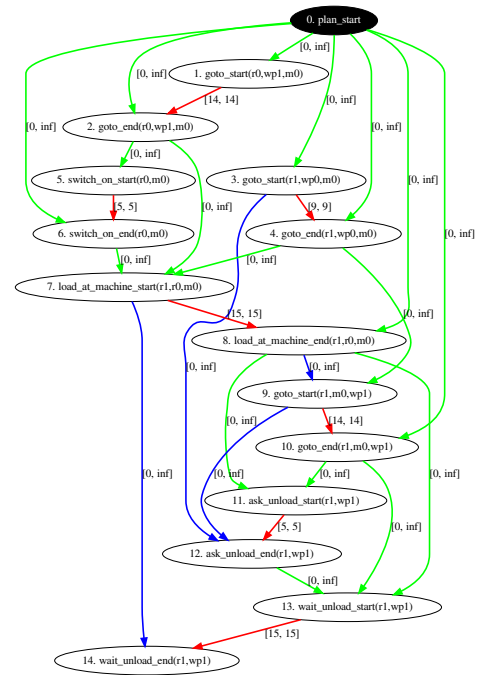 0. plan_start
[0, inf]
1. goto_start(r0,wp1,m0)
[0, inf]
[0, inf]
[14, 14]
[0, inf]
[0, inf]
[0, inf]
2. goto_end(r0,wp1,m0)
[0, inf]
5. switch_on_start(r0,m0)
3. goto_start(r1,wp0,m0)
[0, inf]
[5, 5]
[9, 9]
[0, inf]
6. switch_on_end(r0,m0)
4. goto_end(r1,wp0,m0)
[0, inf]
[0, inf]
7. load_at_machine_start(r1,r0,m0)
[15, 15]
[0, inf]
8. load_at_machine_end(r1,r0,m0)
[0, inf]
[0, inf]
9. goto_start(r1,m0,wp1)
[0, inf]
[14, 14]
10. goto_end(r1,m0,wp1)
[0, inf]
[0, inf]
[0, inf]
[0, inf]
11. ask_unload_start(r1,wp1)
[5, 5]
[0, inf]
12. ask_unload_end(r1,wp1)
[0, inf]
13. wait_unload_start(r1,wp1)
[15, 15]
14. wait_unload_end(r1,wp1)